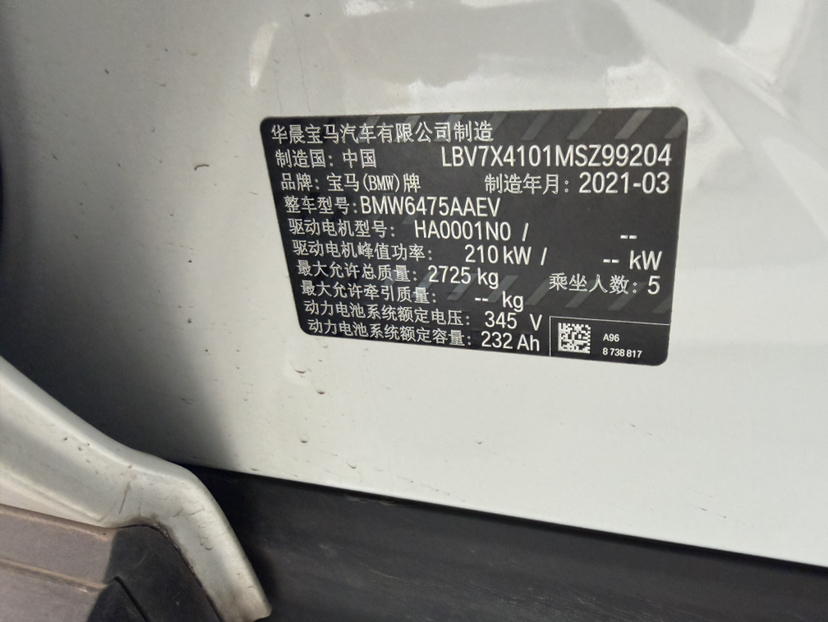 华晨宝马汽车有限公司制造
制造国: 中国 LBV7X4101MSZ99204
品牌: 宝马(BMW)牌 制造年月: 2021-03
整车型号:BMW6475AAEV
驱动电机型号: HA0001N0 / --
驱动电机峰值功率: 210 kW / -- kW
最大允许总质量: 2725 kg 乘坐人数: 5
最大允许牵引质量: -- kg
动力电池系统额定电压: 345 V
动力电池系统额定容量: 232 Ah
A96
8 738 817